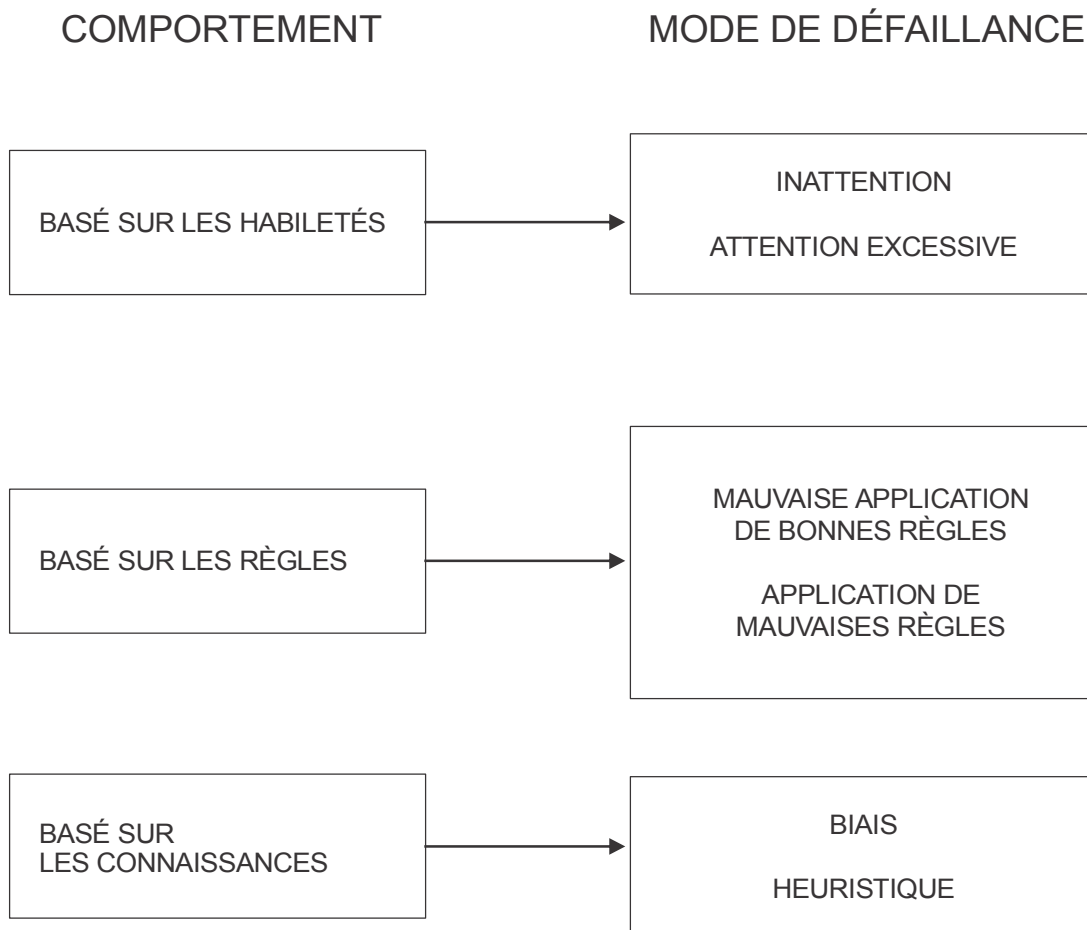 COMPORTEMENT
MODE DE DÉFAILLANCE
BASÉ SUR LES HABILETÉS
INATTENTION
ATTENTION EXCESSIVE
BASÉ SUR LES RÈGLES
MAUVAISE APPLICATION
DE BONNES RÈGLES
APPLICATION DE
MAUVAISES RÈGLES
BASÉ SUR
LES CONNAISSANCES
BIAIS
HEURISTIQUE